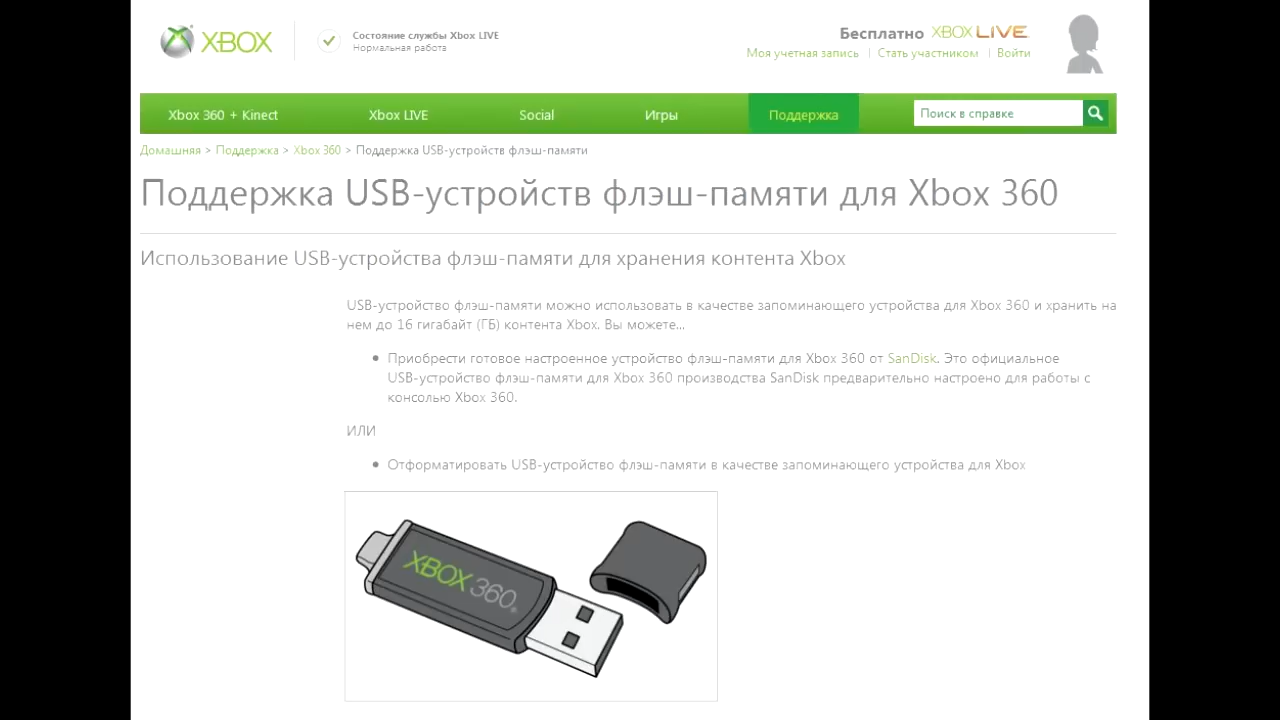 XBOX
Состояние службы Xbox LIVE
Нормальная работа
Бесплатно XBOX LIVE
Моя учетная запись | Стать участником | Войти
Xbox 360 + Kinect
Xbox LIVE
Social
Игры
Поддержка
Поиск в справке
Домашняя > Поддержка > Xbox 360 > Поддержка USB-устройств флэш-памяти
Поддержка USB-устройств флэш-памяти для Xbox 360
Использование USB-устройства флэш-памяти для хранения контента Xbox
USB-устройство флэш-памяти можно использовать в качестве запоминающего устройства для Xbox 360 и хранить на
нем до 16 гигабайт (ГБ) контента Xbox. Вы можете...
• Приобрести готовое настроенное устройство флэш-памяти для Xbox 360 от SanDisk. Это официальное
USB-устройство флэш-памяти для Xbox 360 производства SanDisk предварительно настроено для работы с
консолью Xbox 360.
ИЛИ
• Отформатировать USB-устройство флэш-памяти в качестве запоминающего устройства для Xbox
XBOX 360